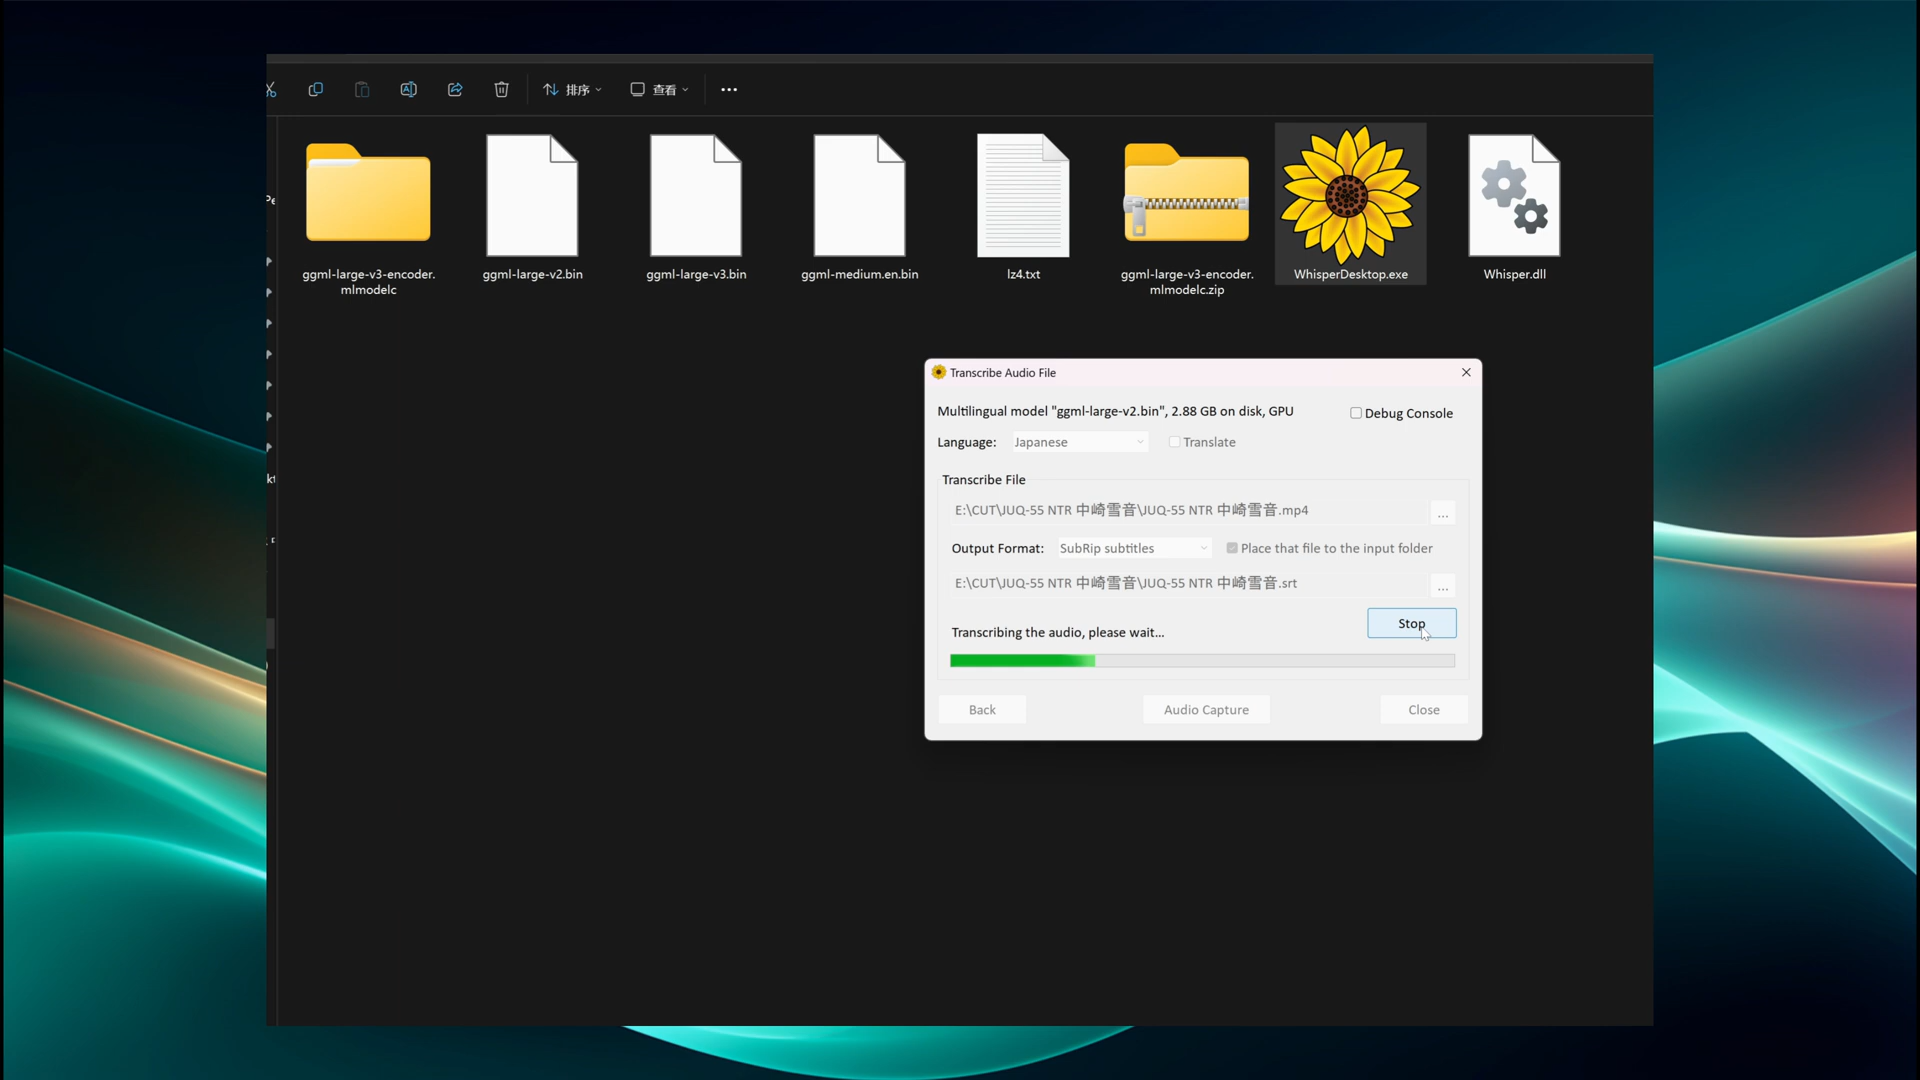 排序
查看
ggml-large-v3-encoder.
mlmodelc
ggml-large-v2.bin
ggml-large-v3.bin
ggml-medium.en.bin
lz4.txt
ggml-large-v3-encoder.
mlmodelc.zip
WhisperDesktop.exe
Whisper.dll
Transcribe Audio File
Multilingual model "ggml-large-v2.bin", 2.88 GB on disk, GPU
Debug Console
Language:
Japanese
Translate
Transcribe File
E:\CUT\JUQ-55 NTR 中崎雪音\JUQ-55 NTR 中崎雪音.mp4
...
Output Format:
SubRip subtitles
Place that file to the input folder
E:\CUT\JUQ-55 NTR 中崎雪音\JUQ-55 NTR 中崎雪音.srt
...
Stop
Transcribing the audio, please wait...
Back
Audio Capture
Close